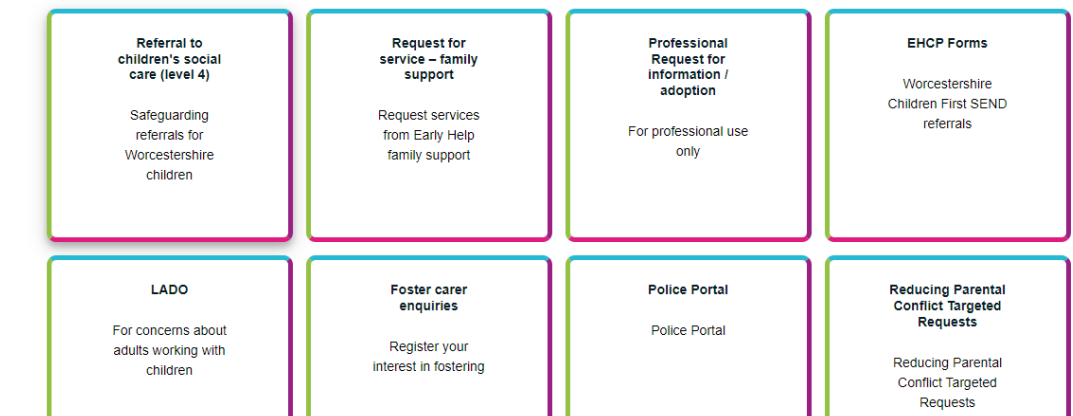 Referral to
children's social
care (level 4)
Safeguarding
referrals for
Worcestershire
children
Request for
service – family
support
Request services
from Early Help
family support
Professional
Request for
information /
adoption
For professional use
only
EHCP Forms
Worcestershire
Children First SEND
referrals
LADO
For concerns about
adults working with
children
Foster carer
enquiries
Register your
interest in fostering
Police Portal
Police Portal
Reducing Parental
Conflict Targeted
Requests
Reducing Parental
Conflict Targeted
Requests